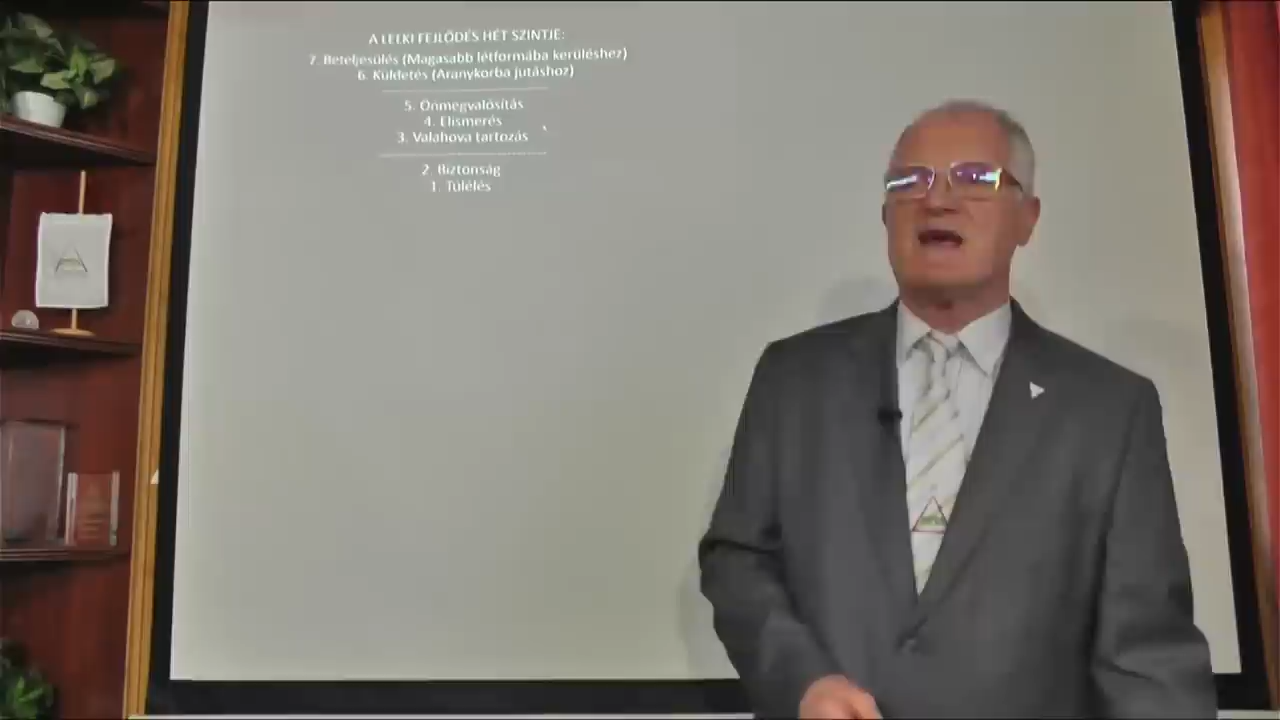 A LELKI FEJLŐDÉS HÉT SZINTJE:
7. Beteljesülés (Magasabb létformába kerüléshez)
6. Küldetés (Aranykorba jutáshoz)
5. Önmegvalósítás
4. Elismerés
3. Valahova tartozás
2. Biztonság
1. Túlélés